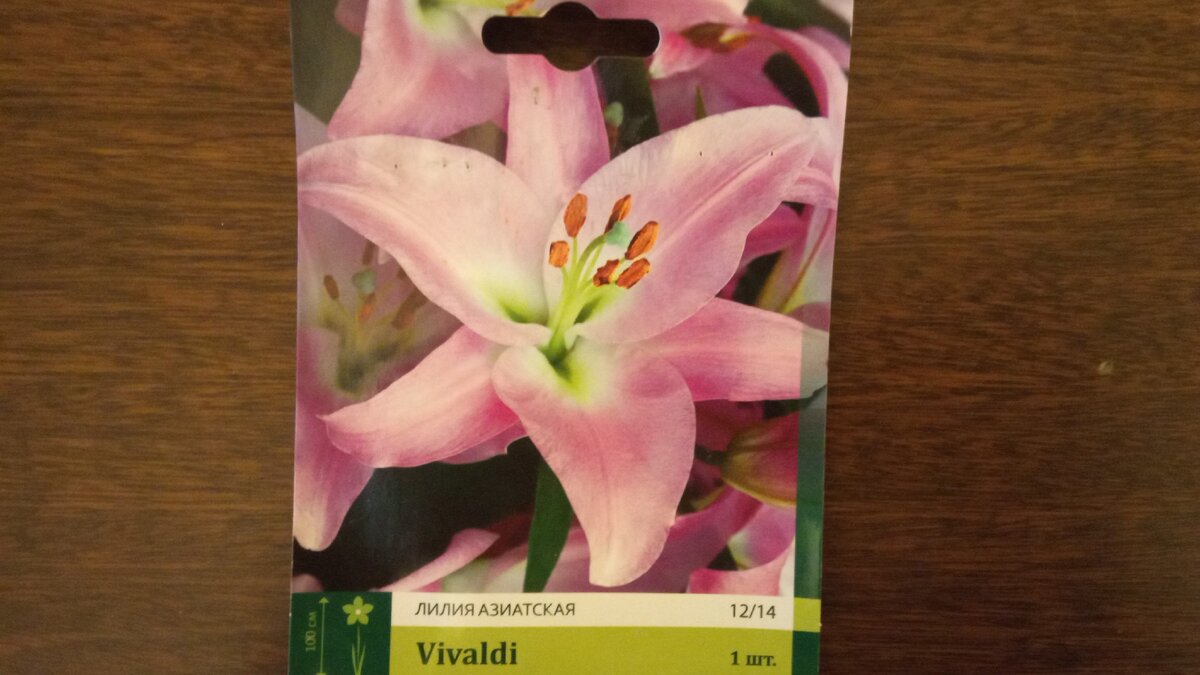 ЛИЛИЯ АЗИАТСКАЯ 12/14
100 см
Vivaldi 1 шт.